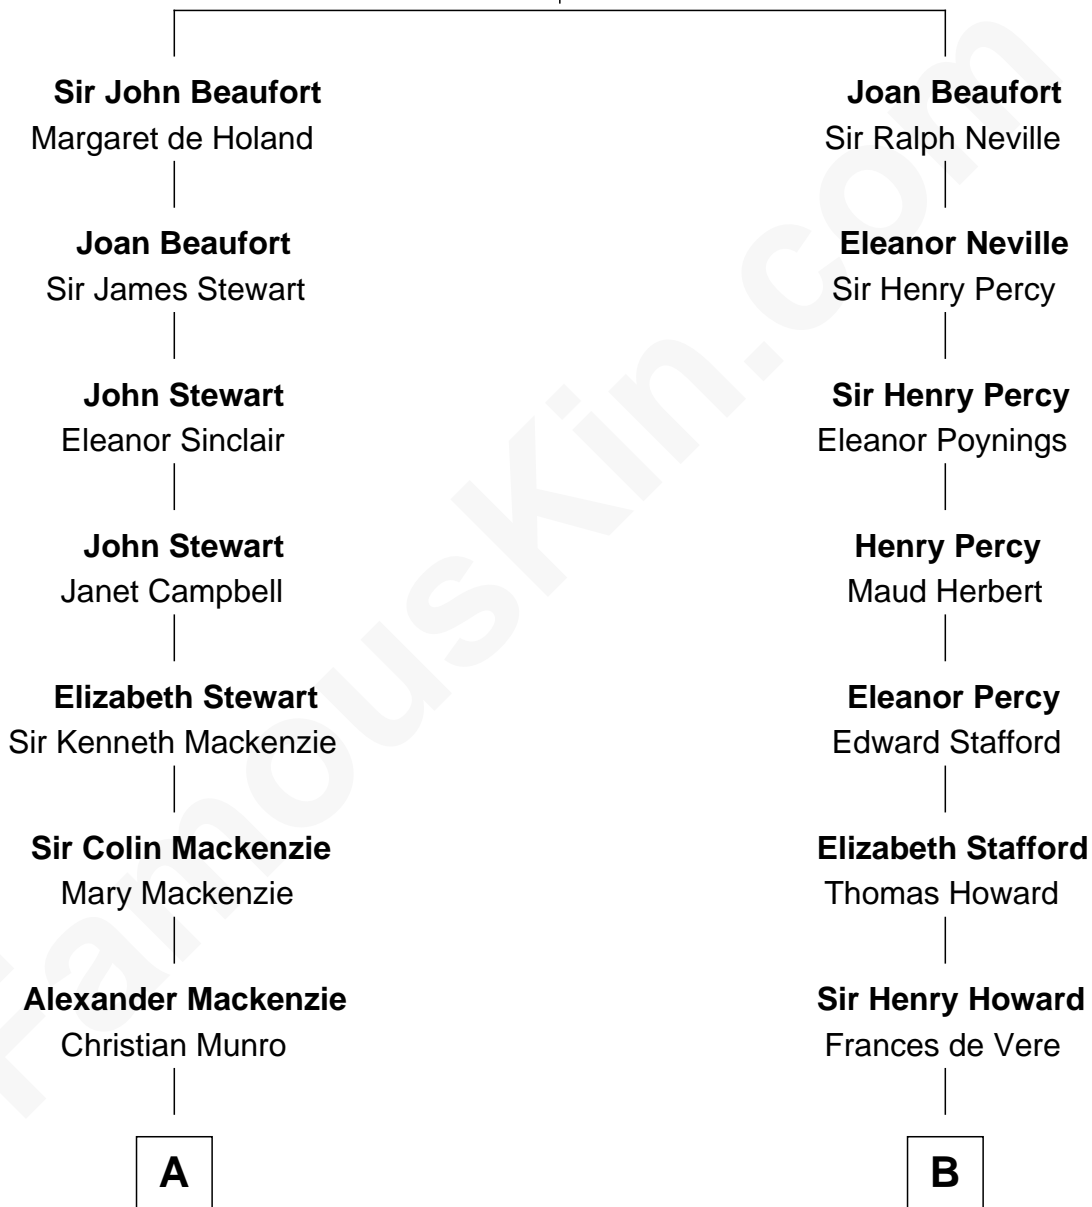 Sir John Beaufort
Margaret de Holand
Joan Beaufort
Sir James Stewart
John Stewart
Eleanor Sinclair
John Stewart
Janet Campbell
Elizabeth Stewart
Sir Kenneth Mackenzie
Sir Colin Mackenzie
Mary Mackenzie
Alexander Mackenzie
Christian Munro
A
Joan Beaufort
Sir Ralph Neville
Eleanor Neville
Sir Henry Percy
Sir Henry Percy
Eleanor Poynings
Henry Percy
Maud Herbert
Eleanor Percy
Edward Stafford
Elizabeth Stafford
Thomas Howard
Sir Henry Howard
Frances de Vere
B
FamousKin.com